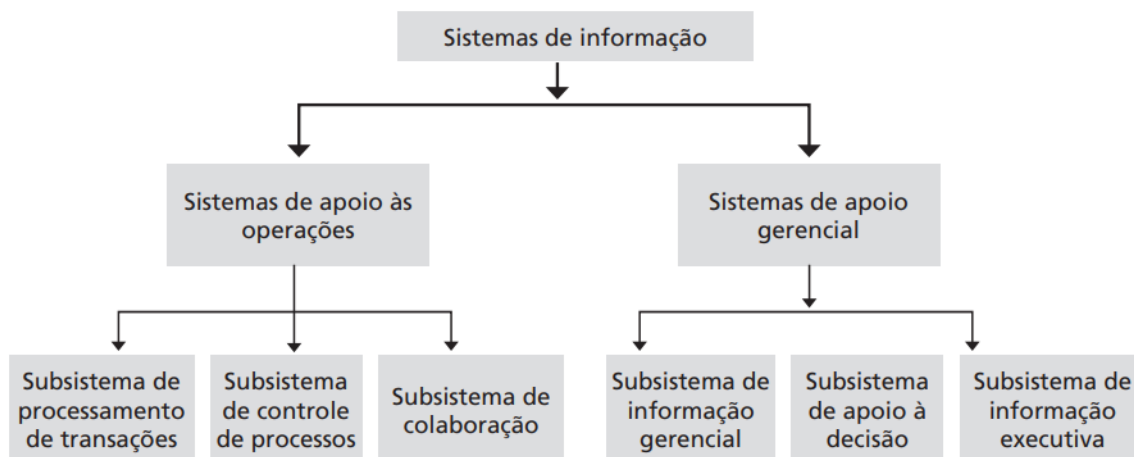 Sistemas de informação
Sistemas de apoio às
operações
Sistemas de apoio
gerencial
Subsistema de
processamento
de transações
Subsistema
de controle
de processos
Subsistema de
colaboração
Subsistema de
informação
gerencial
Subsistema
de apoio à
decisão
Subsistema de
informação
executiva